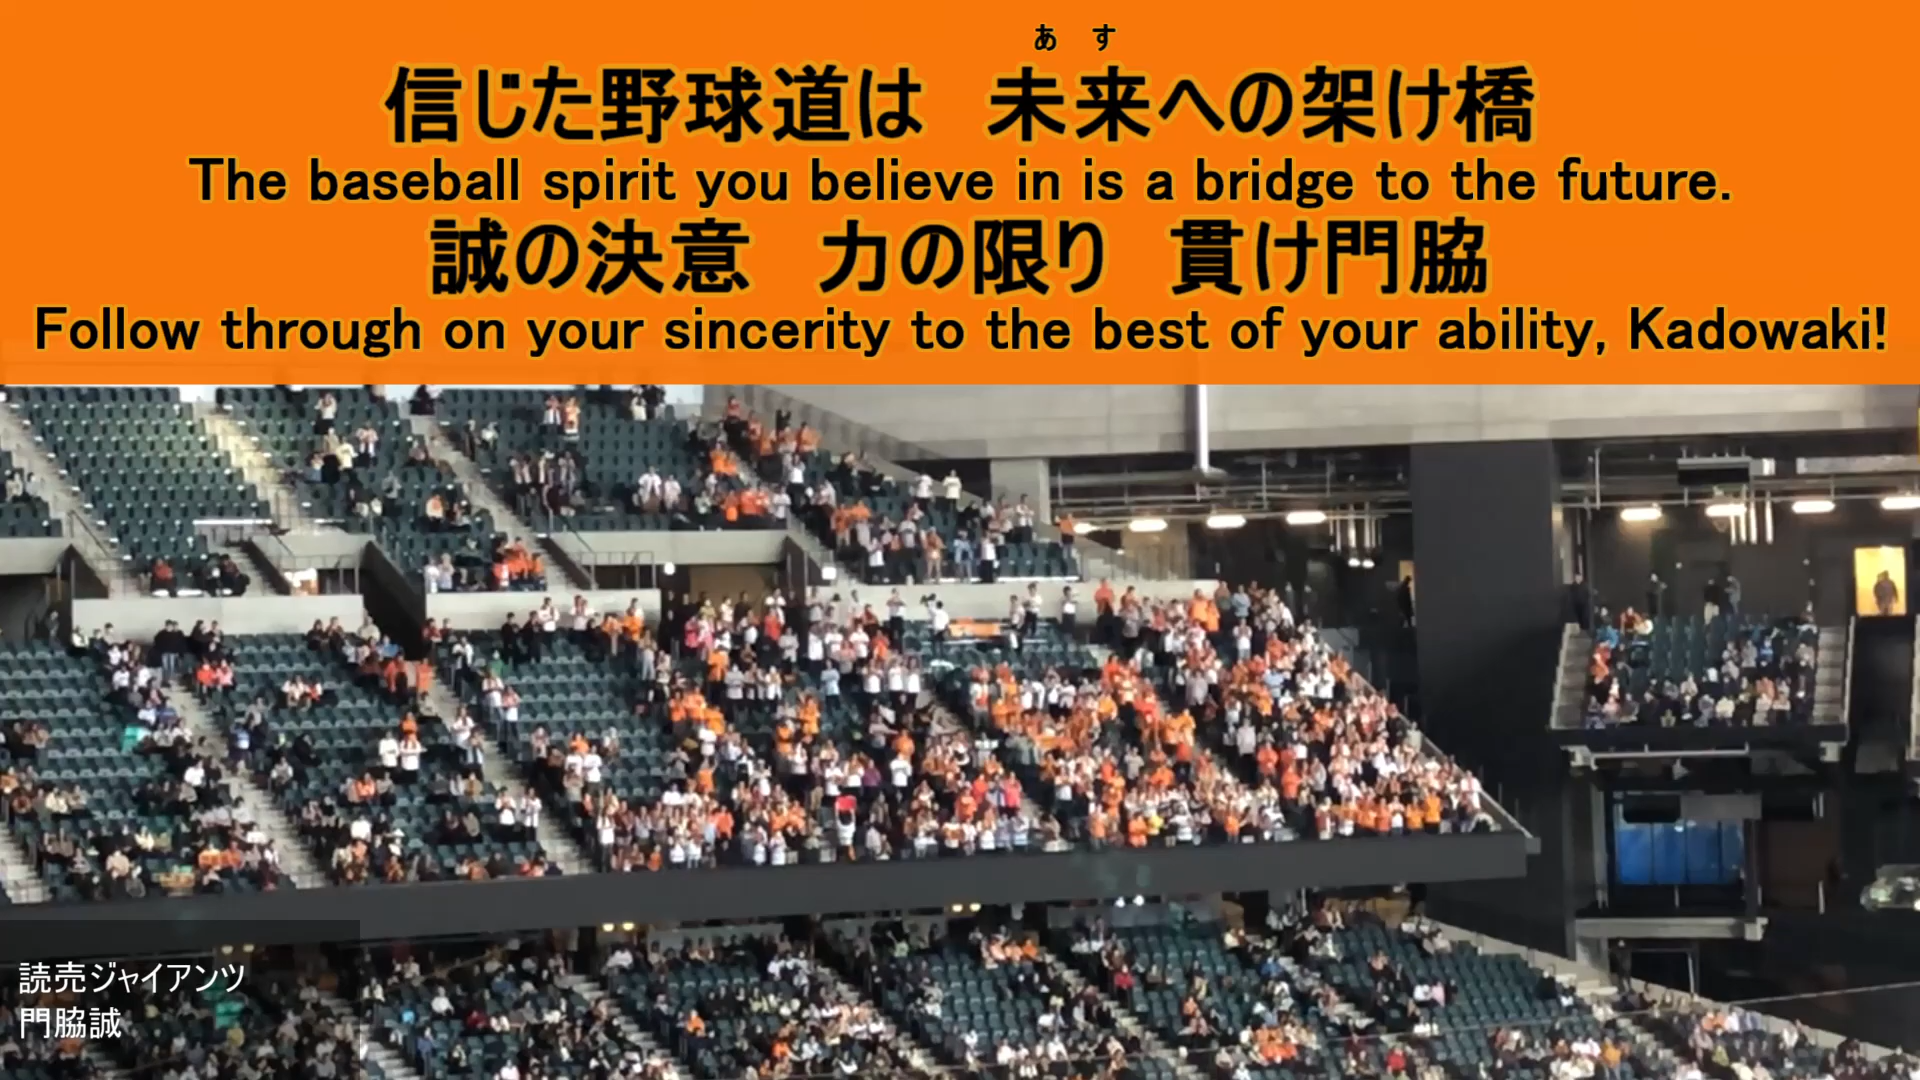 あす
信じた野球道は　未来への架け橋
The baseball spirit you believe in is a bridge to the future.
誠の決意　力の限り　貫け門脇
Follow through on your sincerity to the best of your ability, Kadowaki!
読売ジャイアンツ
門脇誠